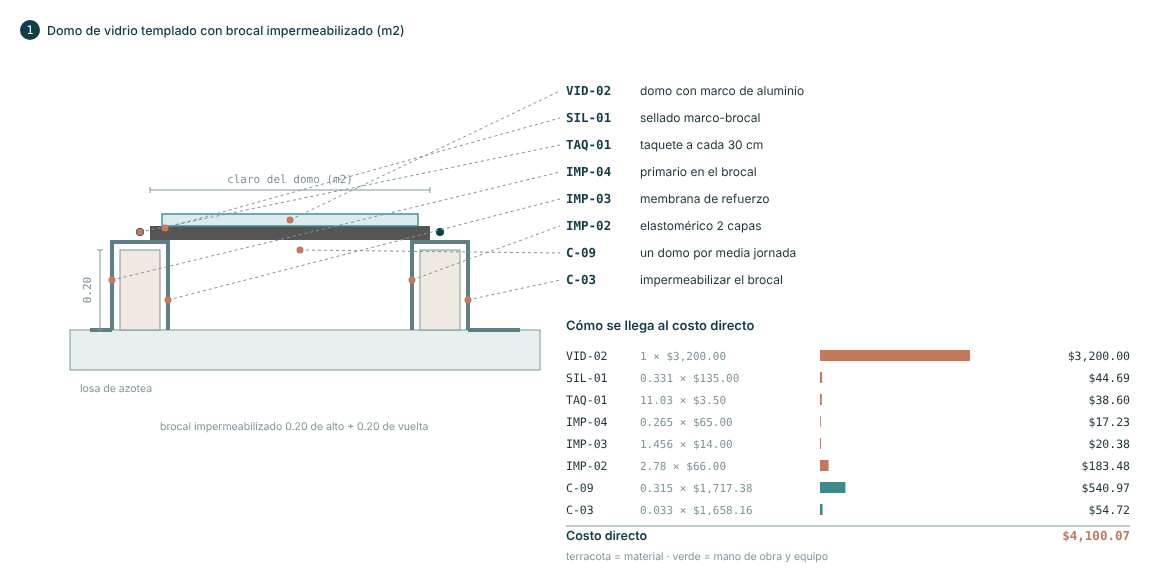 1 Domo de vidrio templado con brocal impermeabilizado (m2)
VID-02 domo con marco de aluminio
SIL-01 sellado marco-brocal
TAQ-01 taquete a cada 30 cm
IMP-04 primario en el brocal
claro del domo (m2)
IMP-03 membrana de refuerzo
IMP-02 elastomérico 2 capas
C-09 un domo por media jornada
C-03 impermeabilizar el brocal
0.20
losa de azotea
brocal impermeabilizado 0.20 de alto + 0.20 de vuelta
Cómo se llega al costo directo
VID-02 1 × $3,200.00 $3,200.00
SIL-01 0.331 × $135.00 $44.69
TAQ-01 11.03 × $3.50 $38.60
IMP-04 0.265 × $65.00 $17.23
IMP-03 1.456 × $14.00 $20.38
IMP-02 2.78 × $66.00 $183.48
C-09 0.315 × $1,717.38 $540.97
C-03 0.033 × $1,658.16 $54.72
Costo directo $4,100.07
terracota = material · verde = mano de obra y equipo